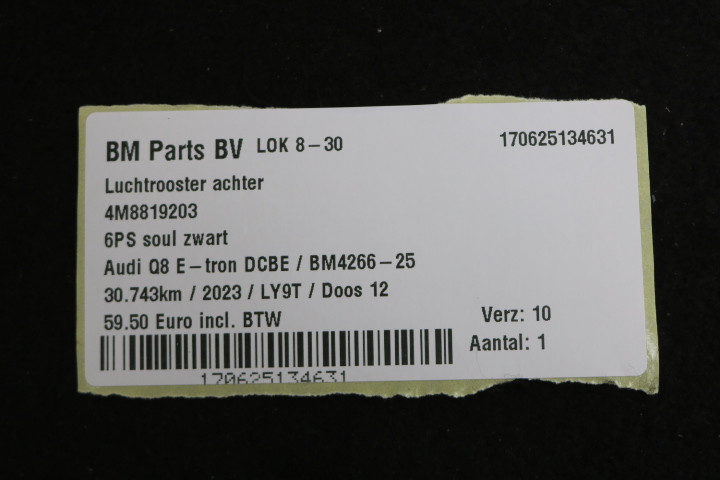 BM Parts BV LOK 8-30 170625134631
Luchtrooster achter
4M8819203
6PS soul zwart
Audi Q8 E-tron DCBE / BM4266-25
30.743km / 2023 / LY9T / Doos 12
59.50 Euro incl. BTW
Verz: 10
Aantal: 1
170625134631